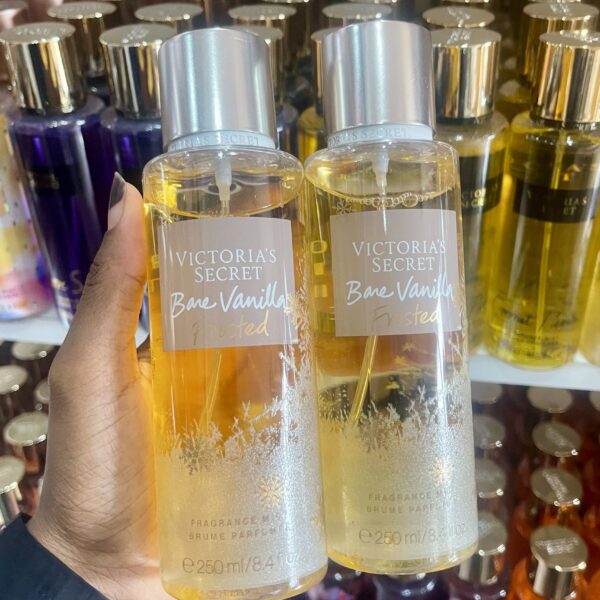 VICTORIA'S
SECRET
Bare Vanilla
Frosted
FRAGRANCE MIST
BRUME PARFUMÉE
℮250 ml/8.4 fl oz
VICTORIA'S
SECRET
Bare Vanilla
Frosted
FRAGRANCE MIST
BRUME PARFUMÉE
℮250 ml/8.4 fl oz